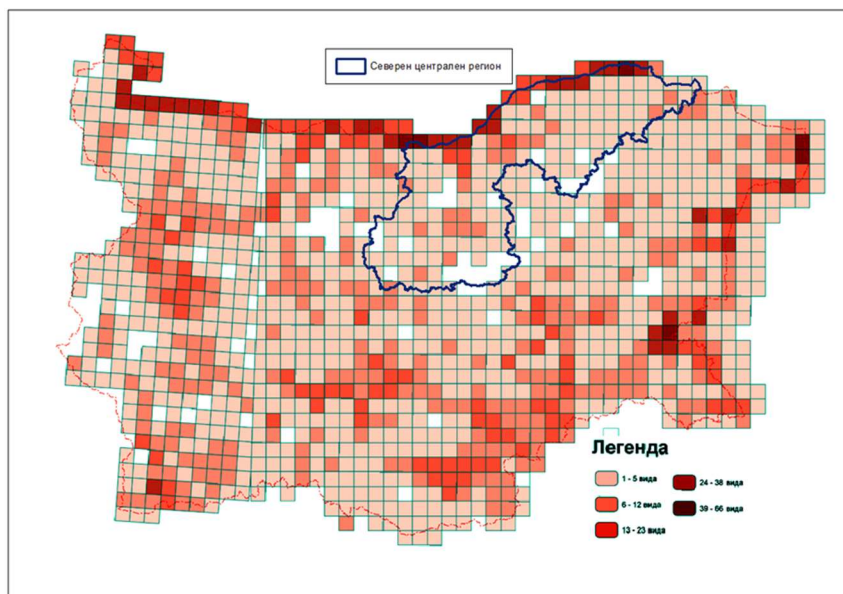 Северен централен регион
Легенда
1 - 5 вида
6 - 12 вида
13 - 23 вида
24 - 38 вида
39 - 66 вида